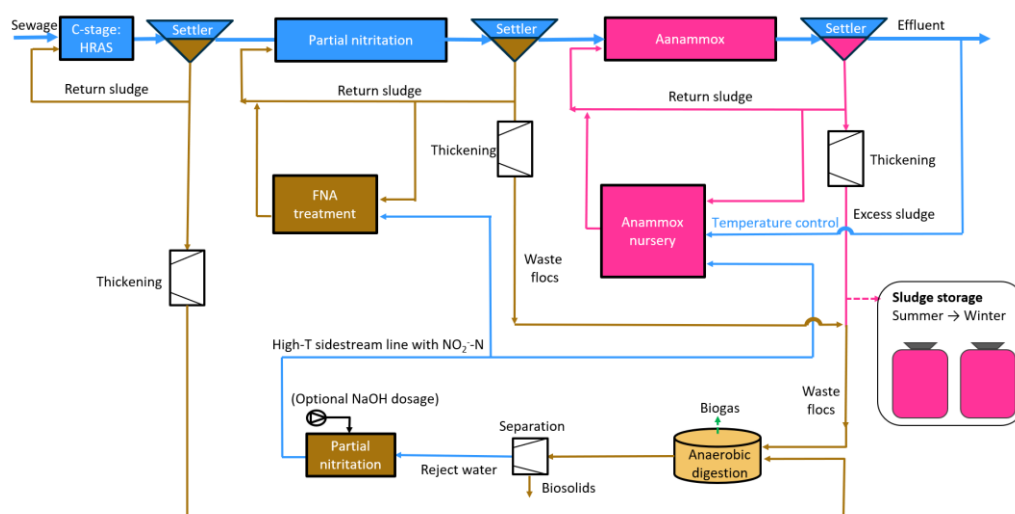 Sewage
C-stage:
HRAS
Settler
Partial nitritation
Settler
Aanammox
Settler
Effluent
Return sludge
Return sludge
Return sludge
Thickening
Thickening
FNA
treatment
Anammox
nursery
Excess sludge
Temperature control
Thickening
Waste
flocs
Sludge storage
Summer → Winter
High-T sidestream line with NO₂⁻-N
(Optional NaOH dosage)
Partial
nitritation
Reject water
Separation
Biosolids
Biogas
Anaerobic
digestion
Waste
flocs